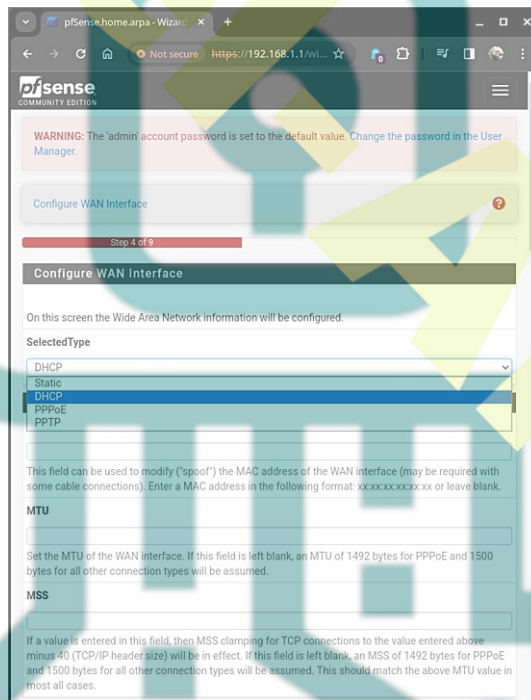 pfSense.home.arpa - Wizard
Not secure https://192.168.1.1/wi...
0
pfsense
COMMUNITY EDITION
WARNING: The 'admin' account password is set to the default value. Change the password in the User
Manager.
Configure WAN Interface
Step 4 of 9
Configure WAN Interface
On this screen the Wide Area Network information will be configured.
SelectedType
DHCP
Static
DHCP
PPPoE
PPTP
This field can be used to modify ("spoof") the MAC address of the WAN interface (may be required with
some cable connections). Enter a MAC address in the following format: xx:xx:xx:xx:xx:xx or leave blank.
MTU
Set the MTU of the WAN interface. If this field is left blank, an MTU of 1492 bytes for PPPoE and 1500
bytes for all other connection types will be assumed.
MSS
If a value is entered in this field, then MSS clamping for TCP connections to the value entered above
minus 40 (TCP/IP header size) will be in effect. If this field is left blank, an MSS of 1492 bytes for PPPoE
and 1500 bytes for all other connection types will be assumed. This should match the above MTU value in
most all cases.